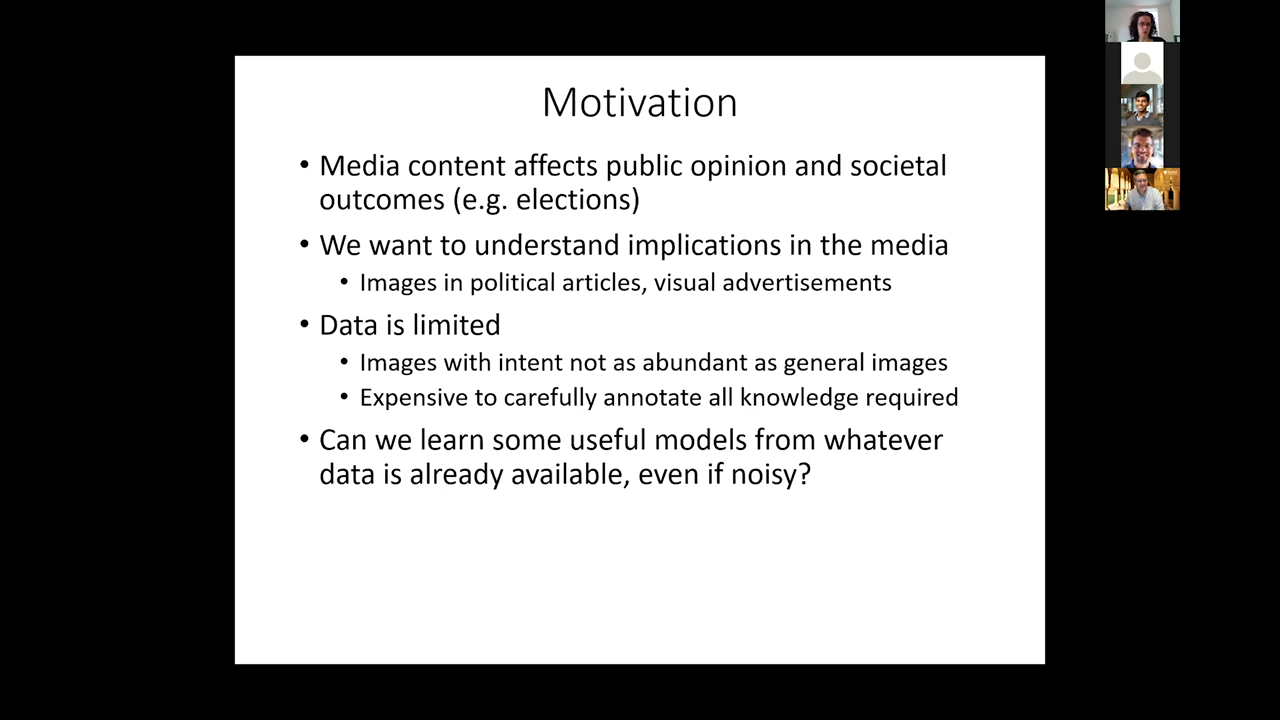 Motivation
• Media content affects public opinion and societal
outcomes (e.g. elections)
• We want to understand implications in the media
• Images in political articles, visual advertisements
• Data is limited
• Images with intent not as abundant as general images
• Expensive to carefully annotate all knowledge required
• Can we learn some useful models from whatever
data is already available, even if noisy?